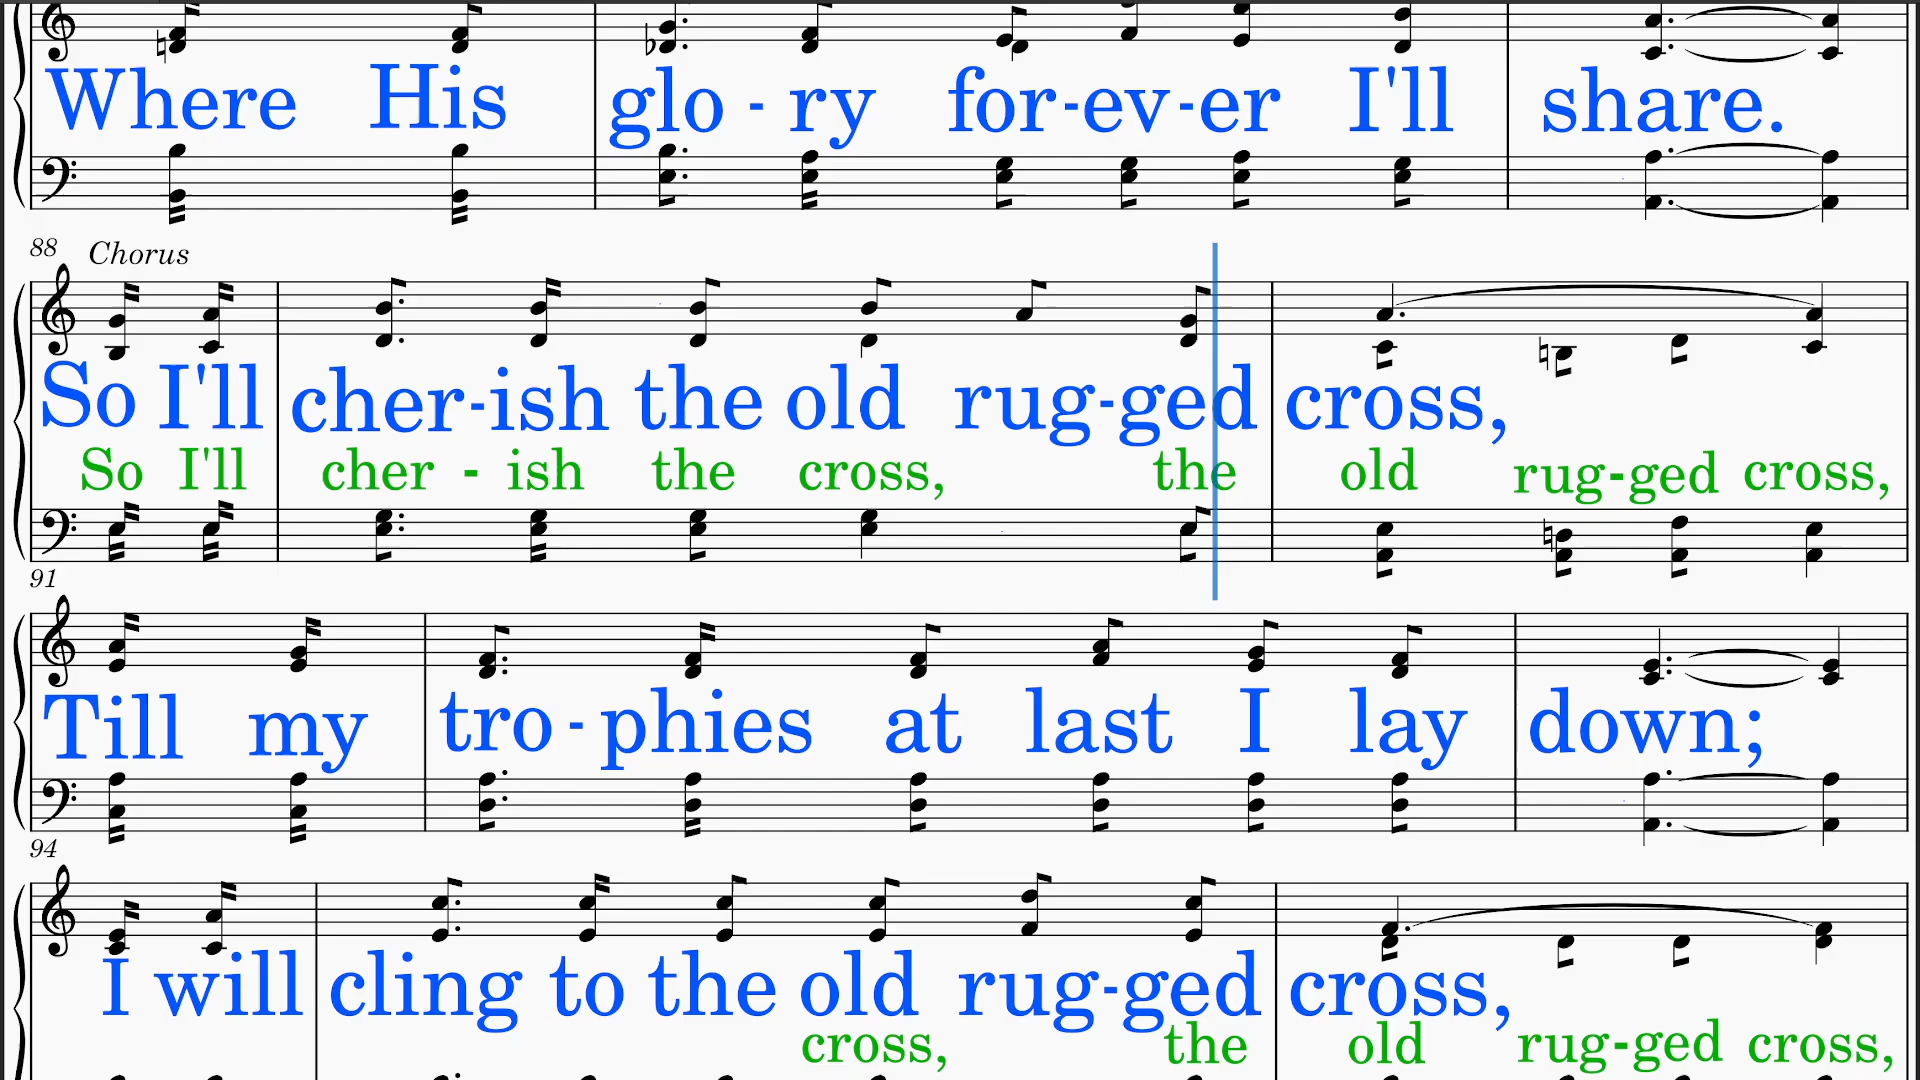 Where His glo - ry for-ev-er I'll share.
88 Chorus
So I'll cher-ish the old rug-ged cross,
So I'll cher - ish the cross, the old rug-ged cross,
91
Till my tro - phies at last I lay down;
94
I will cling to the old rug-ged cross,
cross, the old rug-ged cross,